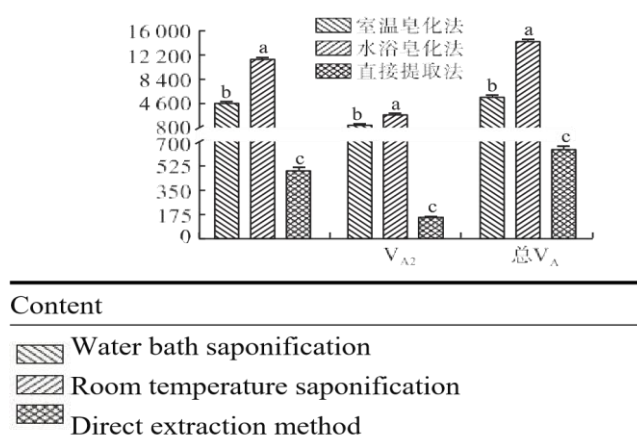 16 000
12 200
8 400
4 600
800
700
525
350
175
0
室温皂化法
水浴皂化法
直接提取法
b
a
c
b
a
c
b
a
c
V_A2
总V_A
Content
Water bath saponification
Room temperature saponification
Direct extraction method